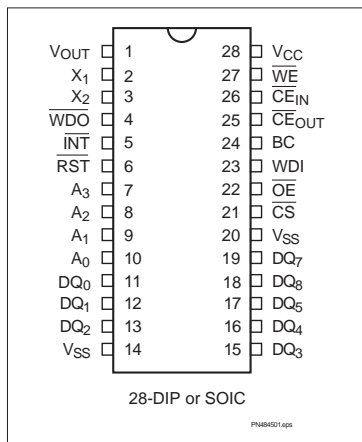 VOUT 1 28 VCC
X1 2 27 WE
X2 3 26 CEIN
WDO 4 25 CEOUT
INT 5 24 BC
RST 6 23 WDI
A3 7 22 OE
A2 8 21 CS
A1 9 20 VSS
A0 10 19 DQ7
DQ0 11 18 DQ8
DQ1 12 17 DQ5
DQ2 13 16 DQ4
VSS 14 15 DQ3
28-DIP or SOIC
PN484501.eps